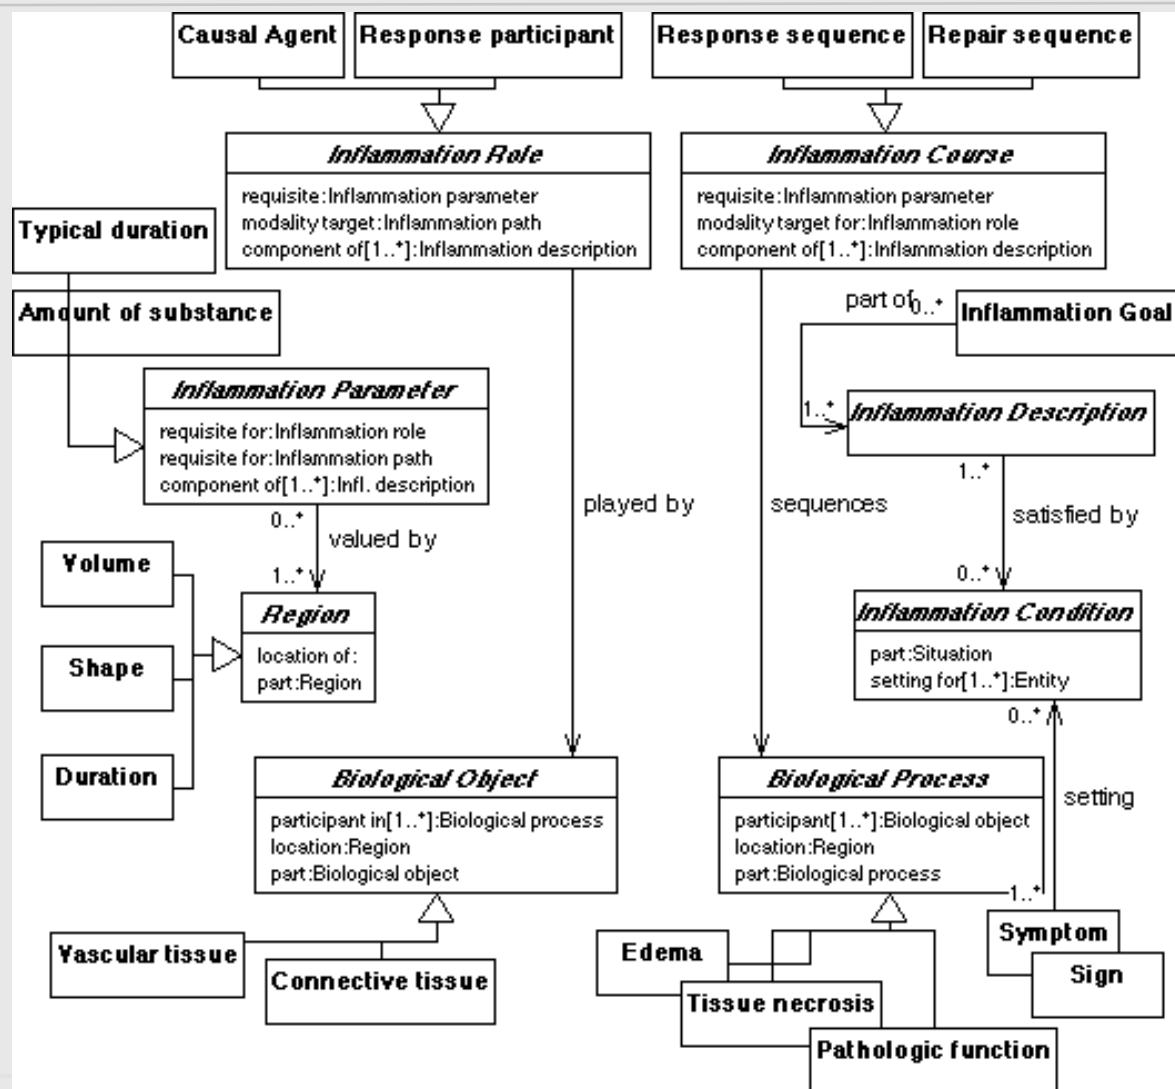 Causal Agent
Response participant
Response sequence
Repair sequence
Inflammation Role
requisite:Inflammation parameter
modality target:Inflammation path
component of[1..*]:Inflammation description
Inflammation Course
requisite:Inflammation parameter
modality target for:Inflammation role
component of[1..*]:Inflammation description
Typical duration
Amount of substance
part of
0..*
Inflammation Goal
Inflammation Parameter
requisite for:Inflammation role
requisite for:Inflammation path
component of[1..*]:Infl. description
1..*
Inflammation Description
1..*
0..*
valued by
1..*
played by
sequences
satisfied by
0..*
Volume
Shape
Duration
Region
location of:
part:Region
Inflammation Condition
part:Situation
setting for[1..*]:Entity
0..*
setting
1..*
Biological Object
participant in[1..*]:Biological process
location:Region
part:Biological object
Biological Process
participant[1..*]:Biological object
location:Region
part:Biological process
Vascular tissue
Connective tissue
Edema
Tissue necrosis
Pathologic function
Symptom
Sign